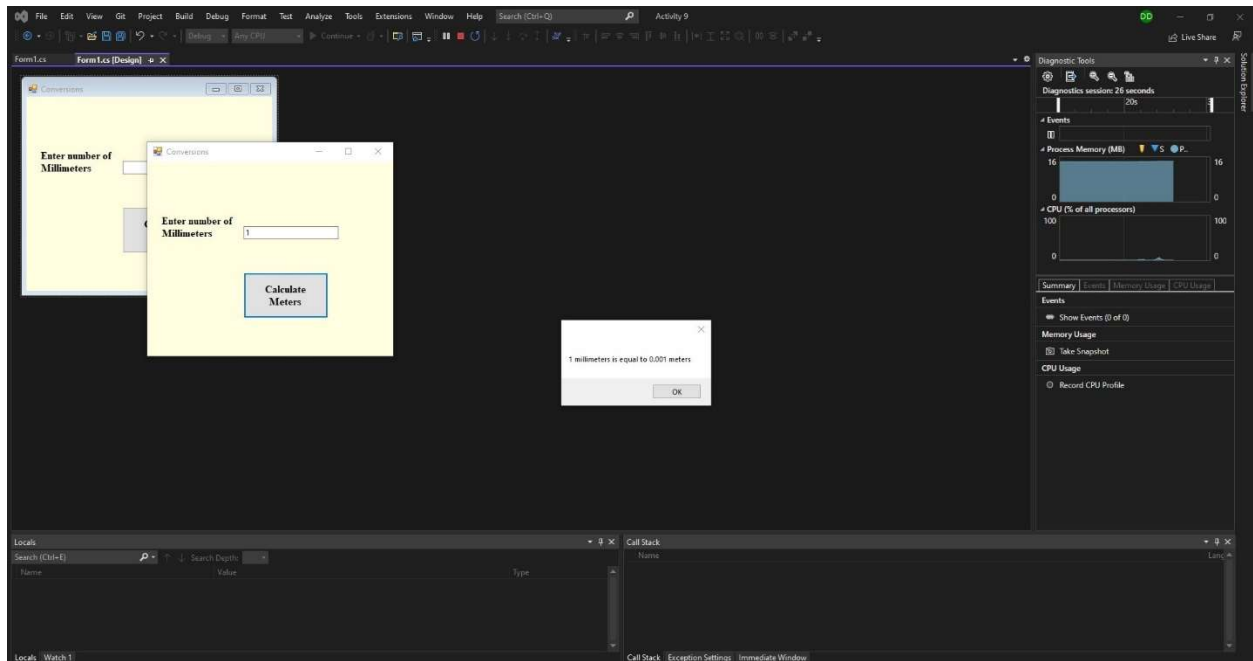 File Edit View Git Project Build Debug Format Test Analyze Tools Extensions Window Help Search (Ctrl+Q) Activity 9 DD
Debug Any CPU Continue Live Share
Form1.cs Form1.cs [Design]
Conversions
Enter number of
Millimeters
Conversions
Enter number of
Millimeters
1
Calculate
Meters
1 millimeters is equal to 0.001 meters
OK
Diagnostic Tools
Diagnostics session: 26 seconds
20s
Events
Process Memory (MB) S P...
16 16
0 0
CPU (% of all processors)
100 100
0 0
Summary Events Memory Usage CPU Usage
Events
Show Events (0 of 0)
Memory Usage
Take Snapshot
CPU Usage
Record CPU Profile
Solution Explorer
Locals
Search (Ctrl+E) Search Depth:
Name Value Type
Locals Watch 1
Call Stack
Name Lang
Call Stack Exception Settings Immediate Window